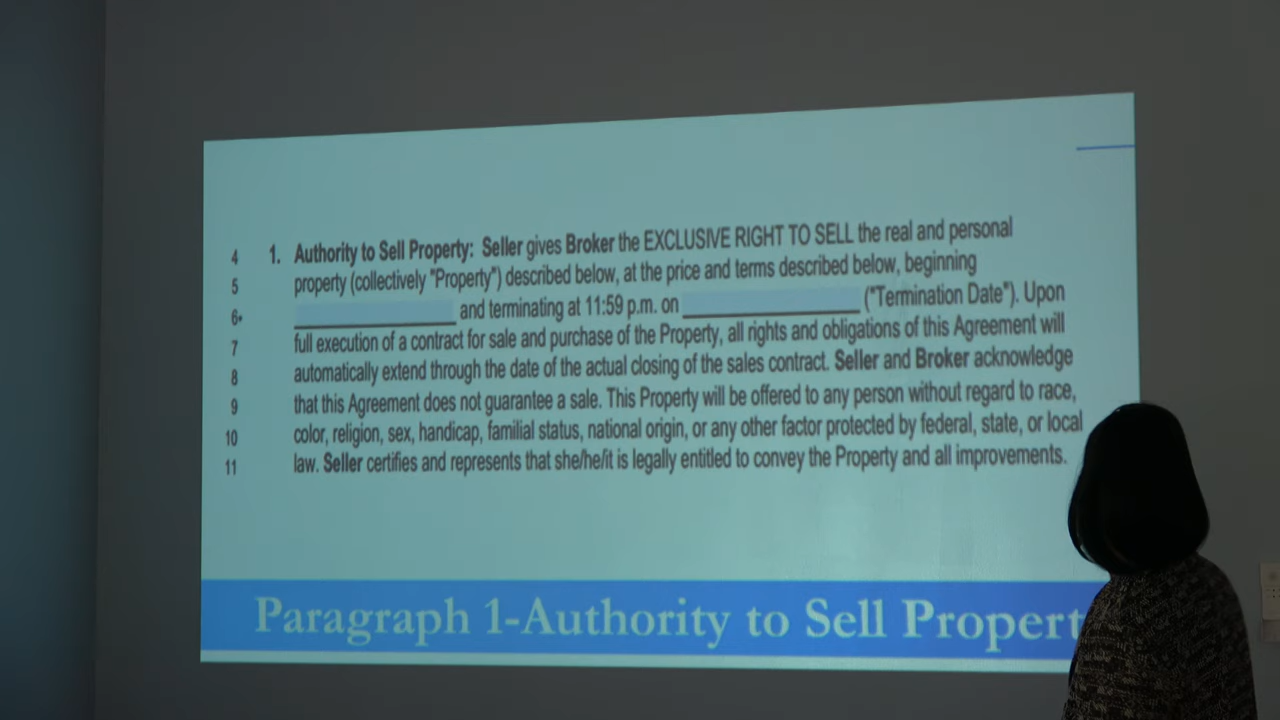 4 1. Authority to Sell Property: Seller gives Broker the EXCLUSIVE RIGHT TO SELL the real and personal
5 property (collectively "Property") described below, at the price and terms described below, beginning
6• and terminating at 11:59 p.m. on ("Termination Date"). Upon
7 full execution of a contract for sale and purchase of the Property, all rights and obligations of this Agreement will
8 automatically extend through the date of the actual closing of the sales contract. Seller and Broker acknowledge
9 that this Agreement does not guarantee a sale. This Property will be offered to any person without regard to race,
10 color, religion, sex, handicap, familial status, national origin, or any other factor protected by federal, state, or local
11 law. Seller certifies and represents that she/he/it is legally entitled to convey the Property and all improvements.
Paragraph 1-Authority to Sell Propert